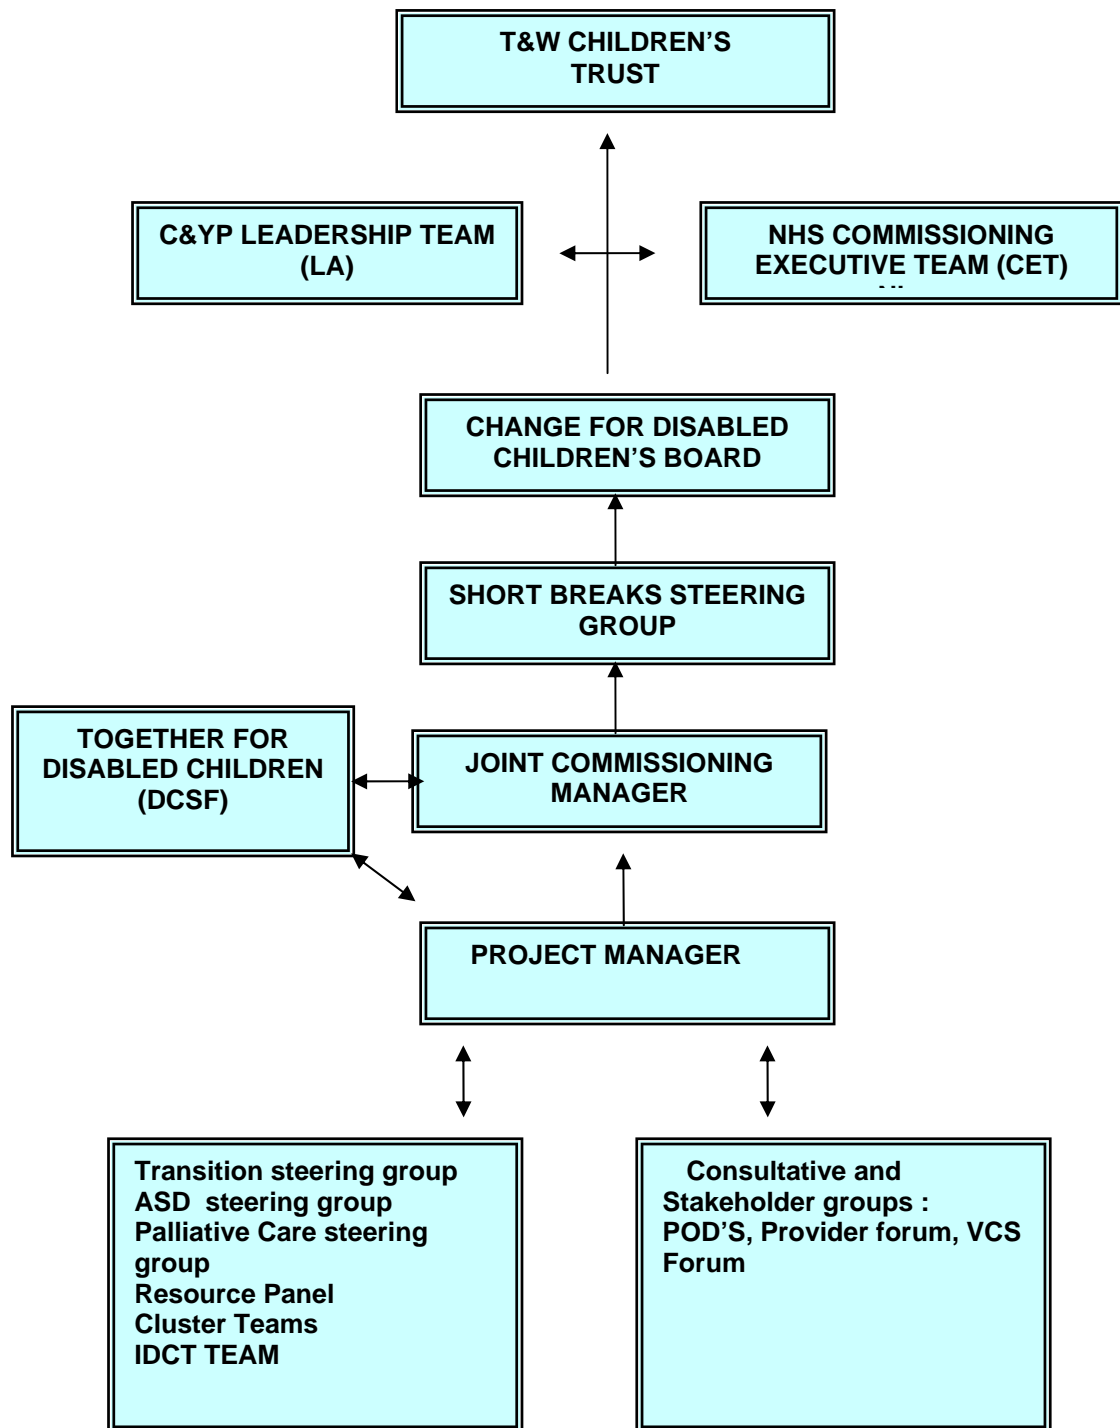 T&W CHILDREN’S
TRUST
C&YP LEADERSHIP TEAM
(LA)
NHS COMMISSIONING
EXECUTIVE TEAM (CET)
CHANGE FOR DISABLED
CHILDREN’S BOARD
SHORT BREAKS STEERING
GROUP
TOGETHER FOR
DISABLED CHILDREN
(DCSF)
JOINT COMMISSIONING
MANAGER
PROJECT MANAGER
Transition steering group
ASD steering group
Palliative Care steering
group
Resource Panel
Cluster Teams
IDCT TEAM
Consultative and
Stakeholder groups :
POD’S, Provider forum, VCS
Forum